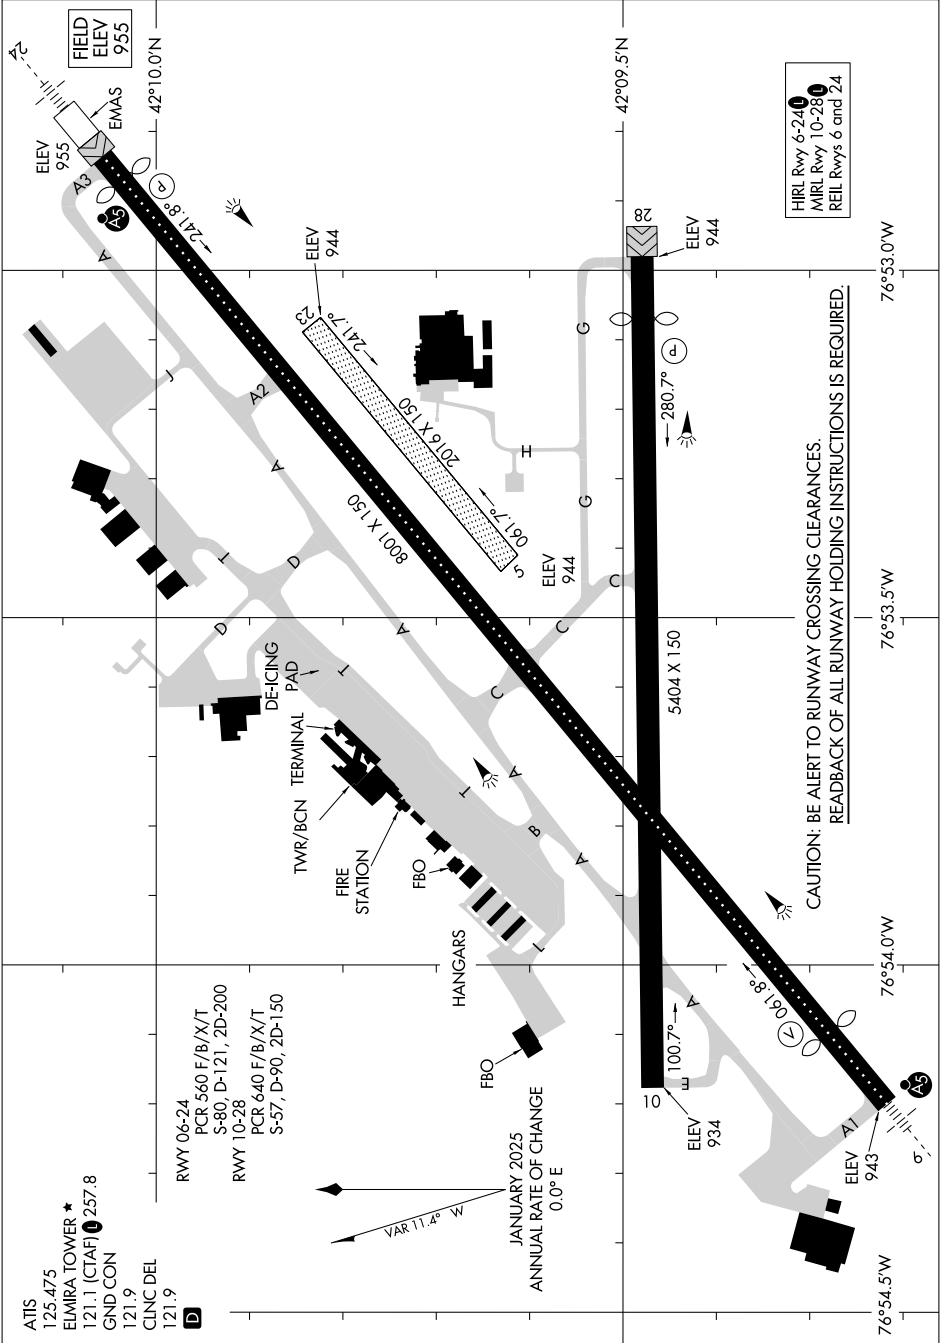 ATIS
125.475
ELMIRA TOWER ★
121.1 (CTAF) L 257.8
GND CON
121.9
CLNC DEL
121.9
D
RWY 06-24
PCR 560 F/B/X/T
S-80, D-121, 2D-200
RWY 10-28
PCR 640 F/B/X/T
S-57, D-90, 2D-150
VAR 11.4° W
JANUARY 2025
ANNUAL RATE OF CHANGE
0.0° E
FIELD
ELEV
955
24
EMAS
ELEV
955
A3
A5
P
241.8°
A
J
A2
A
8001 X 150
23
ELEV
944
241.7°
2016 X 150
061.7°
5
ELEV
944
T
D
D
A
DE-ICING
PAD
T
TERMINAL
TWR/BCN
FIRE
STATION
FBO
T
A
B
A
C
C
C
G
G
H
L
HANGARS
FBO
28
ELEV
944
P
280.7°
5404 X 150
10
100.7°
E
A
ELEV
934
V
061.8°
A1
A5
ELEV
943
6
HIRL Rwy 6-24 L
MIRL Rwy 10-28 L
REIL Rwys 6 and 24
CAUTION: BE ALERT TO RUNWAY CROSSING CLEARANCES.
READBACK OF ALL RUNWAY HOLDING INSTRUCTIONS IS REQUIRED.
42°10.0'N
42°09.5'N
76°54.5'W
76°54.0'W
76°53.5'W
76°53.0'W